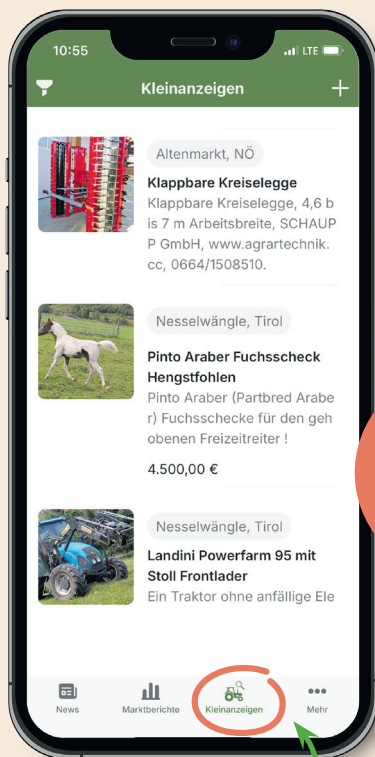 10:55
LTE
Kleinanzeigen
Altenmarkt, NÖ
Klappbare Kreiselegge
Klappbare Kreiselegge, 4,6 b
is 7 m Arbeitsbreite, SCHAUP
P GmbH, www.agrartechnik.
cc, 0664/1508510.
Nesselwängle, Tirol
Pinto Araber Fuchsscheck
Hengstfohlen
Pinto Araber (Partbred Arabe
r) Fuchsschecke für den geh
obenen Freizeitreiter !
4.500,00 €
Nesselwängle, Tirol
Landini Powerfarm 95 mit
Stoll Frontlader
Ein Traktor ohne anfällige Ele
News
Marktberichte
Kleinanzeigen
Mehr